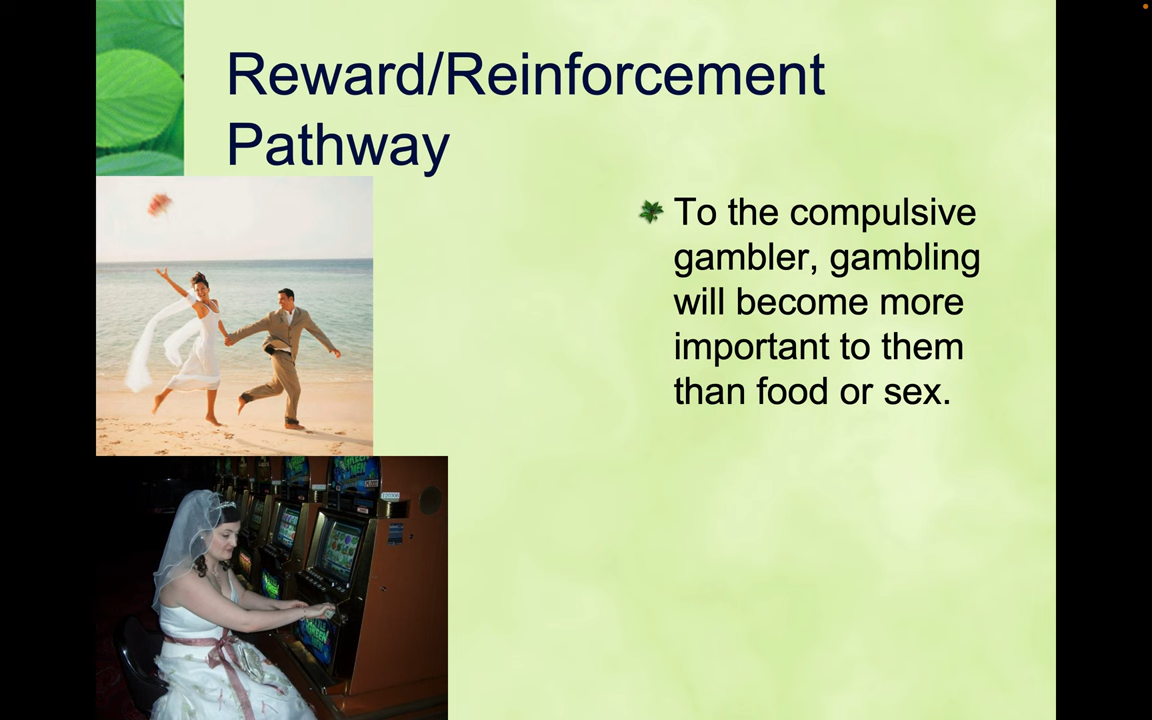 Reward/Reinforcement
Pathway
To the compulsive
gambler, gambling
will become more
important to them
than food or sex.